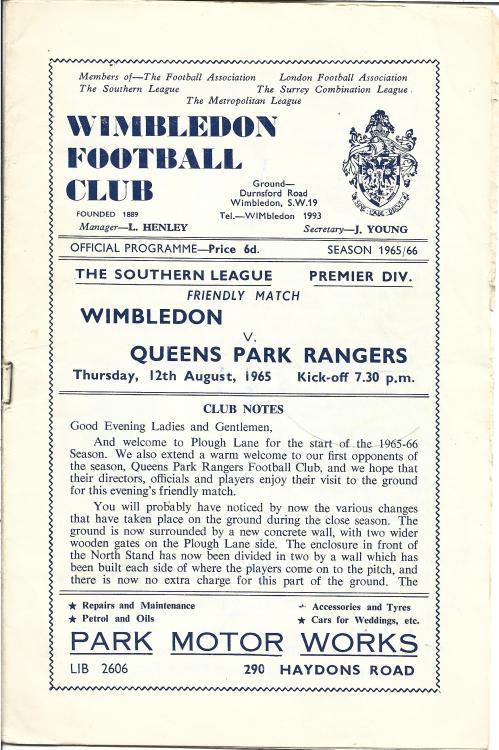 Members of—The Football Association London Football Association
The Southern League The Surrey Combination League
The Metropolitan League
WIMBLEDON
FOOTBALL
CLUB
FOUNDED 1889
Ground—
Durnsford Road
Wimbledon, S.W.19
Tel.—WIMbledon 1993
Manager—L. HENLEY Secretary—J. YOUNG
OFFICIAL PROGRAMME—Price 6d. SEASON 1965/66
THE SOUTHERN LEAGUE PREMIER DIV.
FRIENDLY MATCH
WIMBLEDON
V.
QUEENS PARK RANGERS
Thursday, 12th August, 1965 Kick-off 7.30 p.m.
CLUB NOTES
Good Evening Ladies and Gentlemen,
And welcome to Plough Lane for the start of the 1965-66
Season. We also extend a warm welcome to our first opponents of
the season, Queens Park Rangers Football Club, and we hope that
their directors, officials and players enjoy their visit to the ground
for this evening's friendly match.
You will probably have noticed by now the various changes
that have taken place on the ground during the close season. The
ground is now surrounded by a new concrete wall, with two wider
wooden gates on the Plough Lane side. The enclosure in front of
the North Stand has now been divided in two by a wall which has
been built each side of where the players come on to the pitch, and
there is now no extra charge for this part of the ground. The
★ Repairs and Maintenance ★ Accessories and Tyres
★ Petrol and Oils ★ Cars for Weddings, etc.
PARK MOTOR WORKS
LIB 2606 290 HAYDONS ROAD